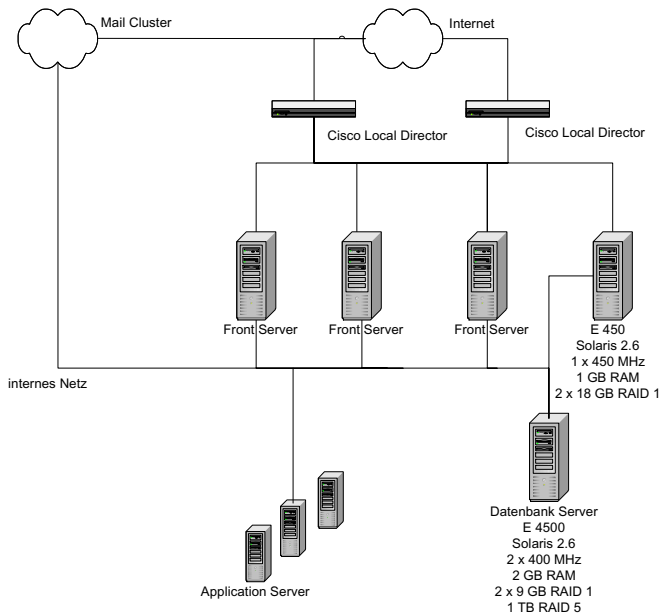 Mail Cluster
Internet
Cisco Local Director
Cisco Local Director
Front Server
Front Server
Front Server
E 450
Solaris 2.6
1 x 450 MHz
1 GB RAM
2 x 18 GB RAID 1
internes Netz
Datenbank Server
E 4500
Solaris 2.6
2 x 400 MHz
2 GB RAM
2 x 9 GB RAID 1
1 TB RAID 5
Application Server